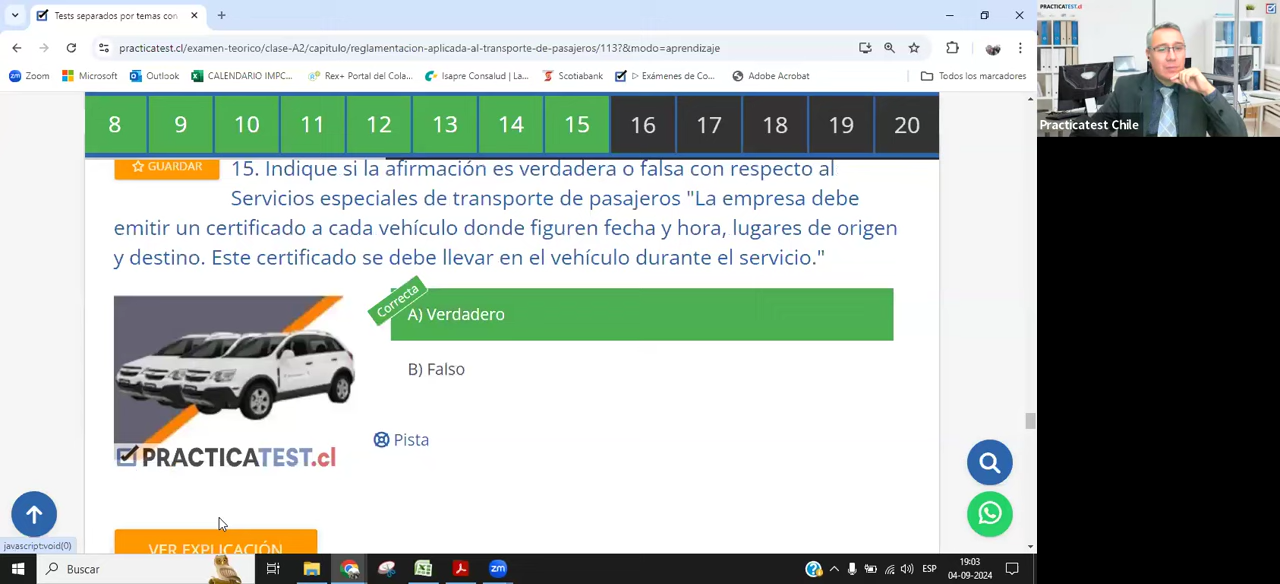 Tests separados por temas con
practicatest.cl/examen-teorico/clase-A2/capitulo/reglamentacion-aplicada-al-transporte-de-pasajeros/113?&modo=aprendizaje
Zoom
Microsoft
Outlook
CALENDARIO IMPC...
Rex+ Portal del Cola...
Isapre Consalud | La...
Scotiabank
▷ Exámenes de Co...
Adobe Acrobat
Todos los marcadores
PRACTICATEST.cl
Practicatest Chile
8 9 10 11 12 13 14 15 16 17 18 19 20
GUARDAR
15. Indique si la afirmación es verdadera o falsa con respecto al
Servicios especiales de transporte de pasajeros "La empresa debe
emitir un certificado a cada vehículo donde figuren fecha y hora, lugares de origen
y destino. Este certificado se debe llevar en el vehículo durante el servicio."
Correcta
A) Verdadero
B) Falso
Pista
PRACTICATEST.cl
VER EXPLICACIÓN
javascript:void(0)
Buscar
zm
ESP
19:03
04-09-2024